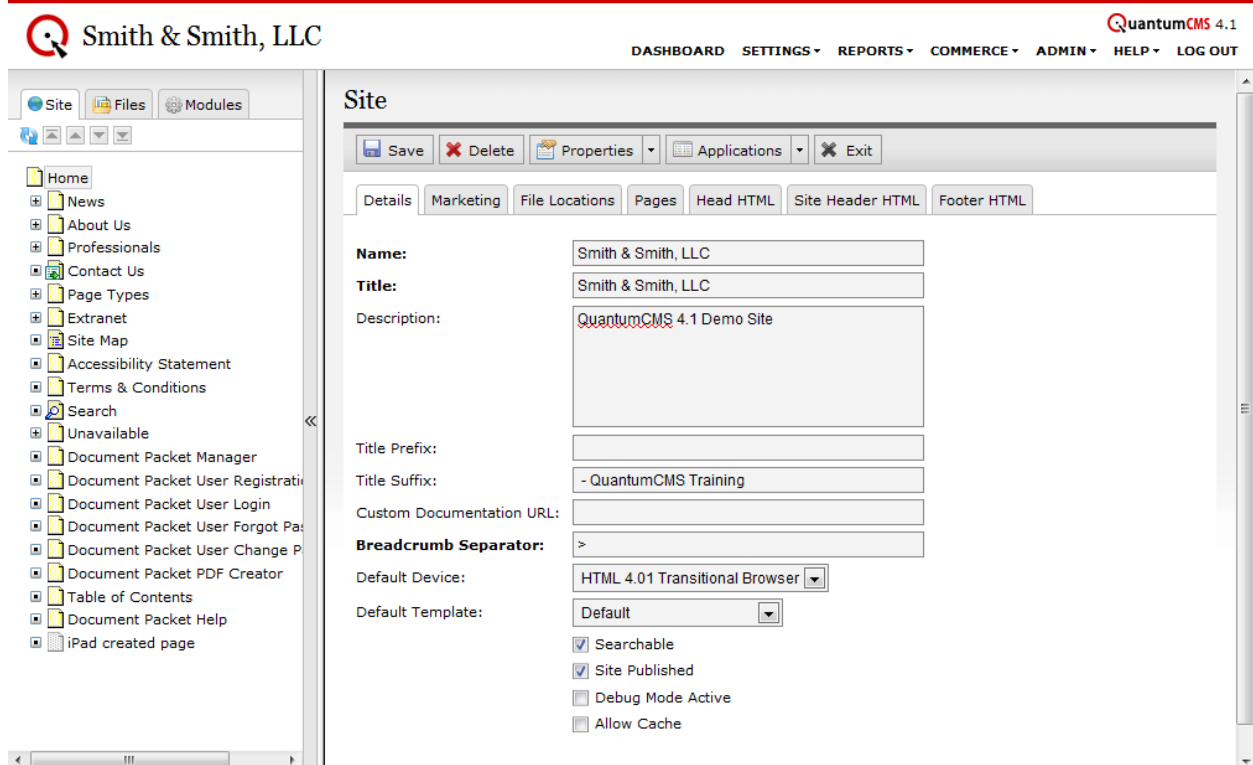 Smith & Smith, LLC
QuantumCMS 4.1
DASHBOARD SETTINGS REPORTS COMMERCE ADMIN HELP LOG OUT
Site Files Modules
Home
News
About Us
Professionals
Contact Us
Page Types
Extranet
Site Map
Accessibility Statement
Terms & Conditions
Search
Unavailable
Document Packet Manager
Document Packet User Registrati
Document Packet User Login
Document Packet User Forgot Pas
Document Packet User Change P
Document Packet PDF Creator
Table of Contents
Document Packet Help
iPad created page
«
Site
Save Delete Properties Applications Exit
Details Marketing File Locations Pages Head HTML Site Header HTML Footer HTML
Name: Smith & Smith, LLC
Title: Smith & Smith, LLC
Description: QuantumCMS 4.1 Demo Site
Title Prefix:
Title Suffix: - QuantumCMS Training
Custom Documentation URL:
Breadcrumb Separator: >
Default Device: HTML 4.01 Transitional Browser
Default Template: Default
Searchable
Site Published
Debug Mode Active
Allow Cache